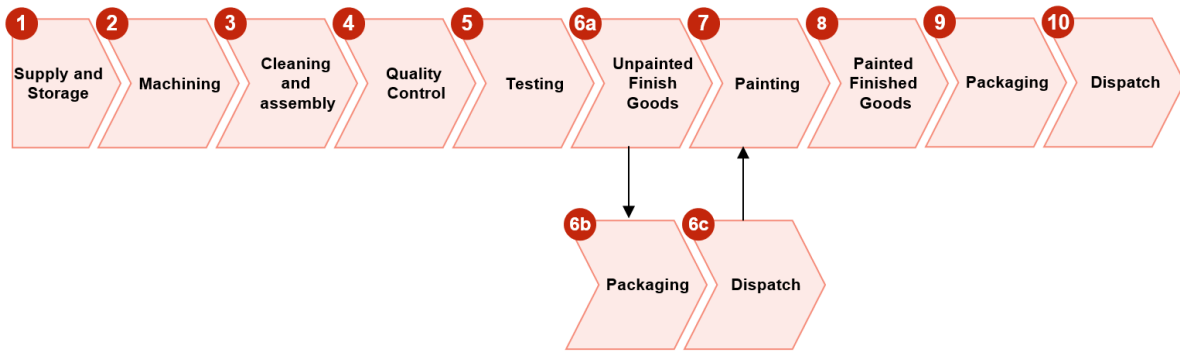 1
Supply and
Storage
2
Machining
3
Cleaning
and
assembly
4
Quality
Control
5
Testing
6a
Unpainted
Finish
Goods
7
Painting
8
Painted
Finished
Goods
9
Packaging
10
Dispatch
6b
Packaging
6c
Dispatch